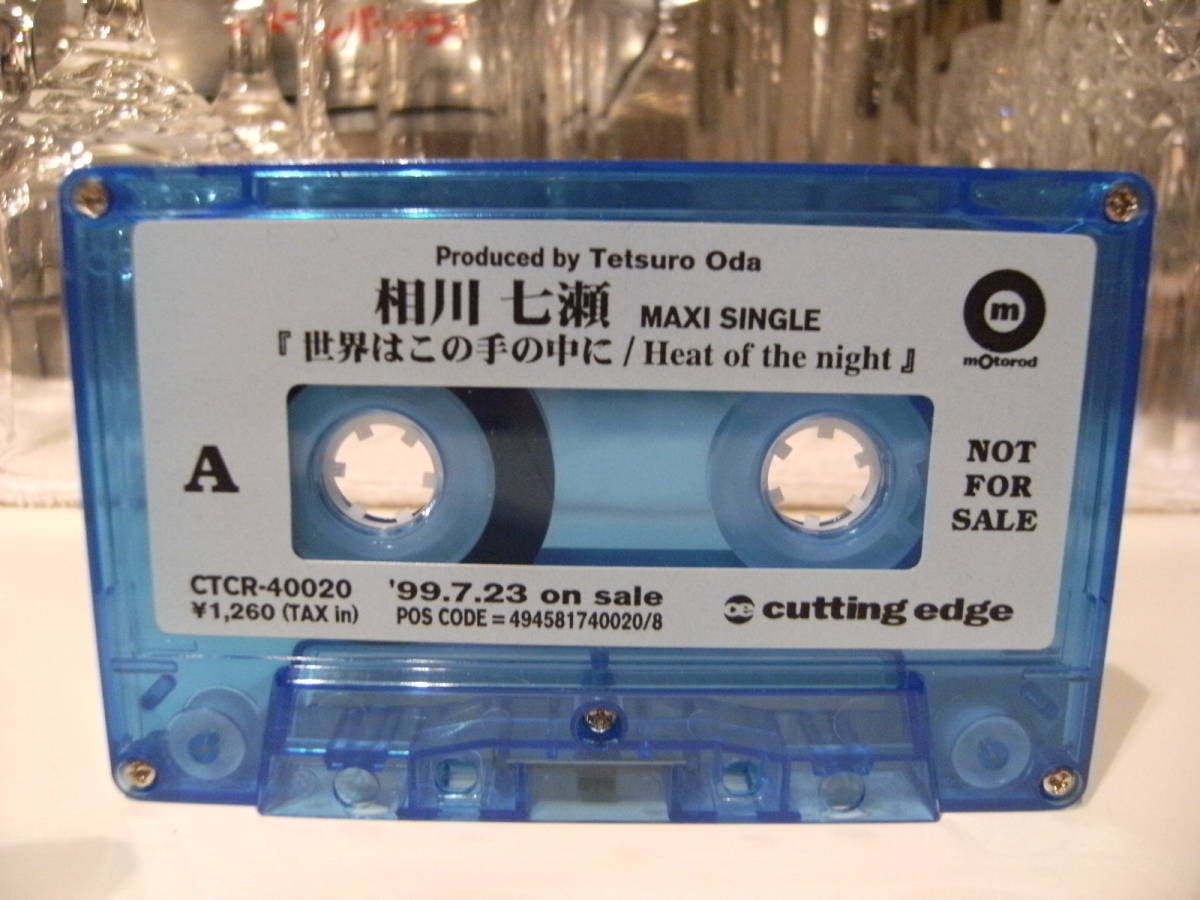 Produced by Tetsuro Oda
相川 七瀬 MAXI SINGLE
『世界はこの手の中に / Heat of the night』
m
motorod
A
NOT
FOR
SALE
CTCR-40020 '99.7.23 on sale
¥1,260 (TAX in) POS CODE = 494581740020/8
ce cutting edge